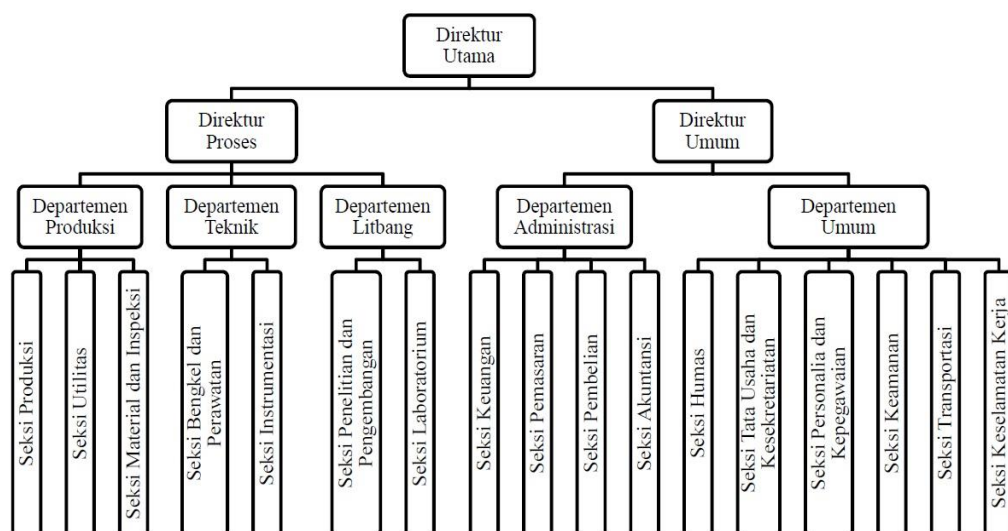 Direktur
Utama
Direktur
Proses
Direktur
Umum
Departemen
Produksi
Departemen
Teknik
Departemen
Litbang
Departemen
Administrasi
Departemen
Umum
Seksi Produksi
Seksi Utilitas
Seksi Material dan Inspeksi
Seksi Bengkel dan
Perawatan
Seksi Instrumentasi
Seksi Penelitian dan
Pengembangan
Seksi Laboratorium
Seksi Keuangan
Seksi Pemasaran
Seksi Pembelian
Seksi Akuntansi
Seksi Humas
Seksi Tata Usaha dan
Kesekretariatan
Seksi Personalia dan
Kepegawaian
Seksi Keamanan
Seksi Transportasi
Seksi Keselamatan Kerja